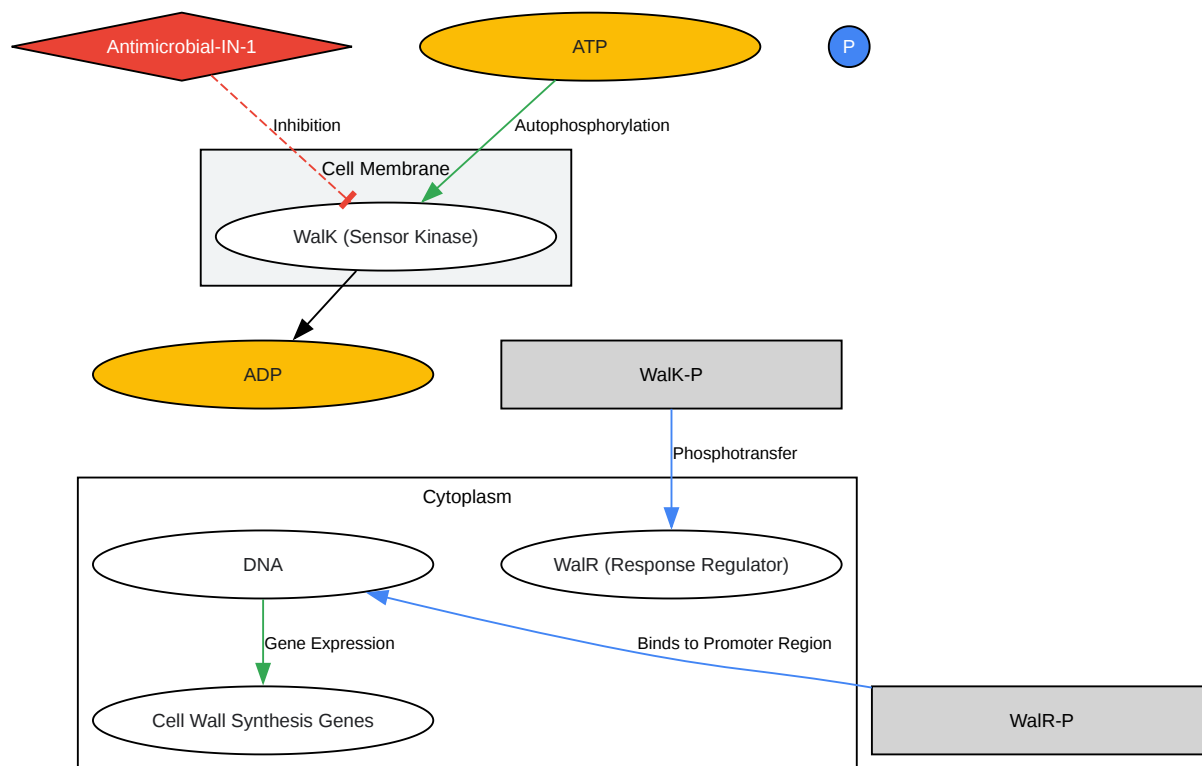 Antimicrobial-IN-1
ATP
P
Inhibition
Autophosphorylation
Cell Membrane
WalK (Sensor Kinase)
ADP
WalK-P
Phosphotransfer
Cytoplasm
DNA
WalR (Response Regulator)
Gene Expression
Binds to Promoter Region
Cell Wall Synthesis Genes
WalR-P